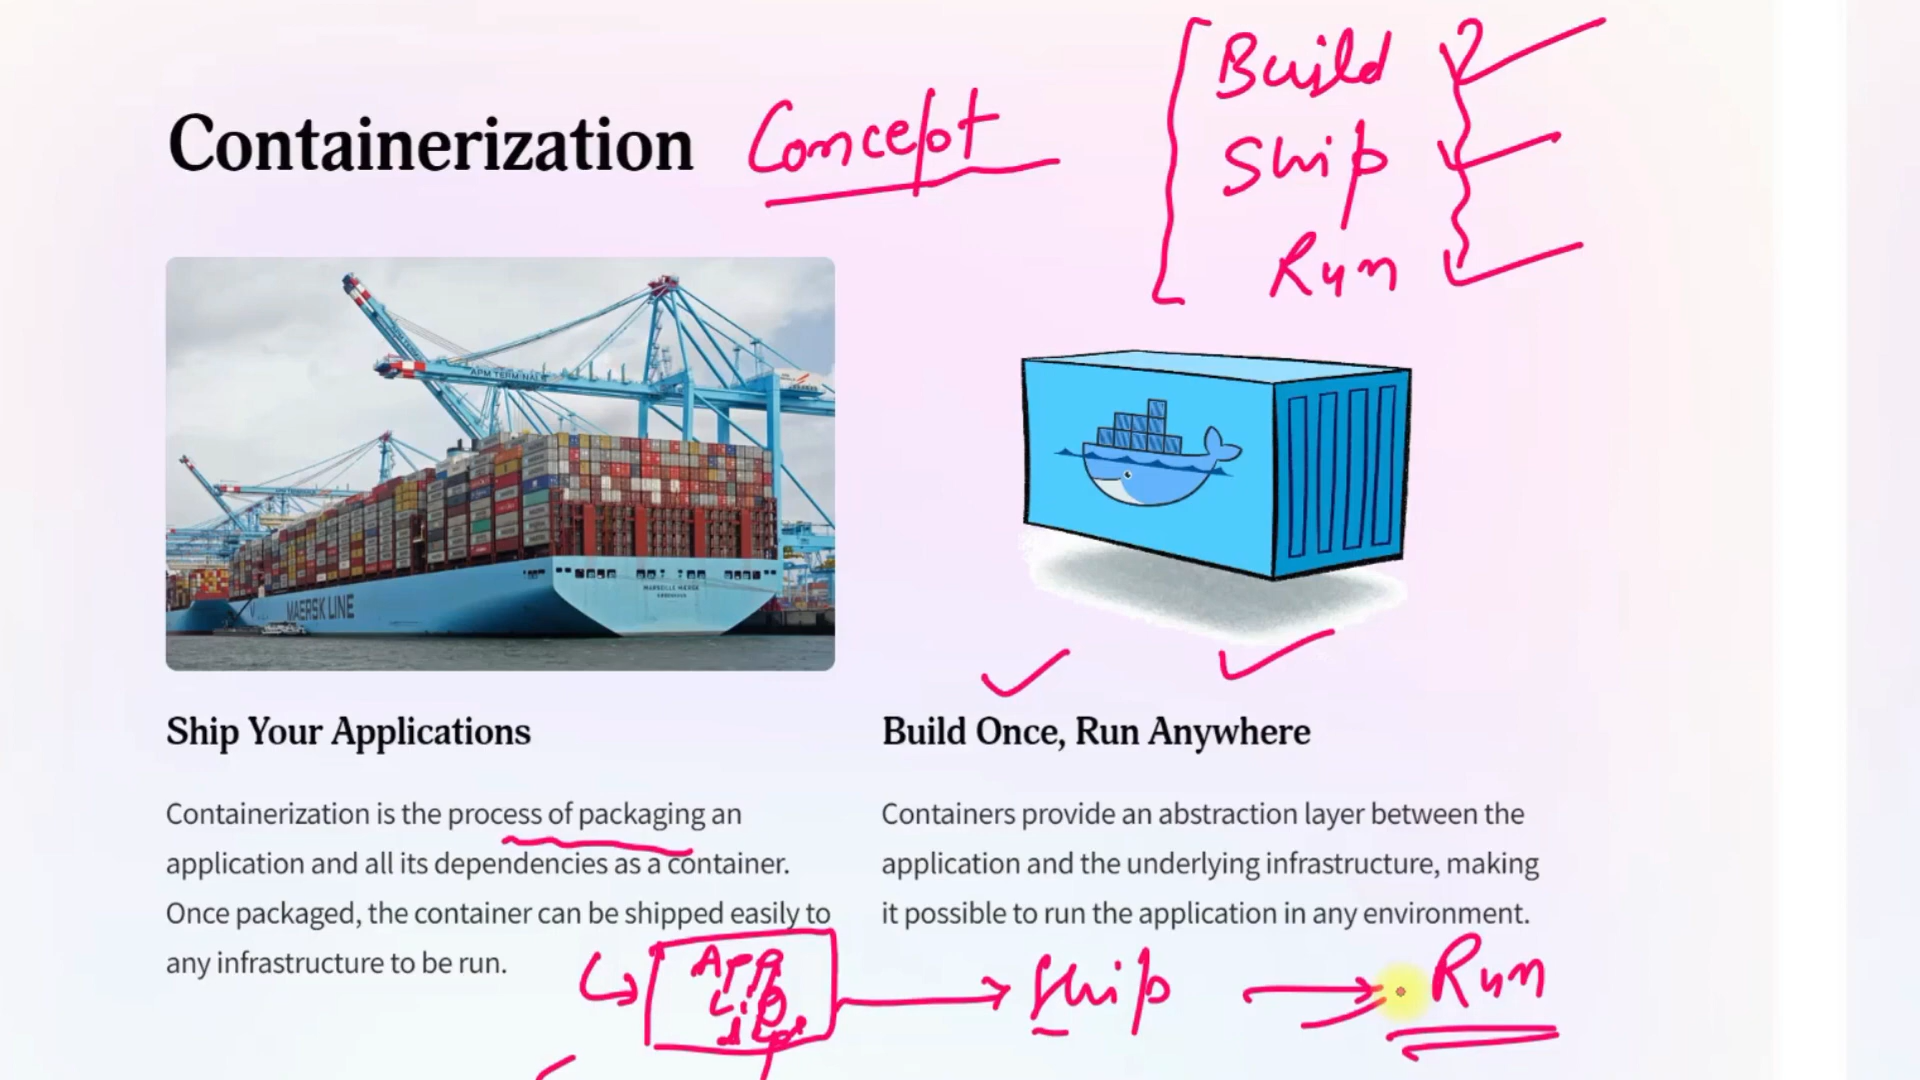 Containerization Concept
Build
Ship
Run
APM TERMINALS
MAERSK LINE
Ship Your Applications
Containerization is the process of packaging an
application and all its dependencies as a container.
Once packaged, the container can be shipped easily to
any infrastructure to be run.
Build Once, Run Anywhere
Containers provide an abstraction layer between the
application and the underlying infrastructure, making
it possible to run the application in any environment.
App
Lib
Ship
Run